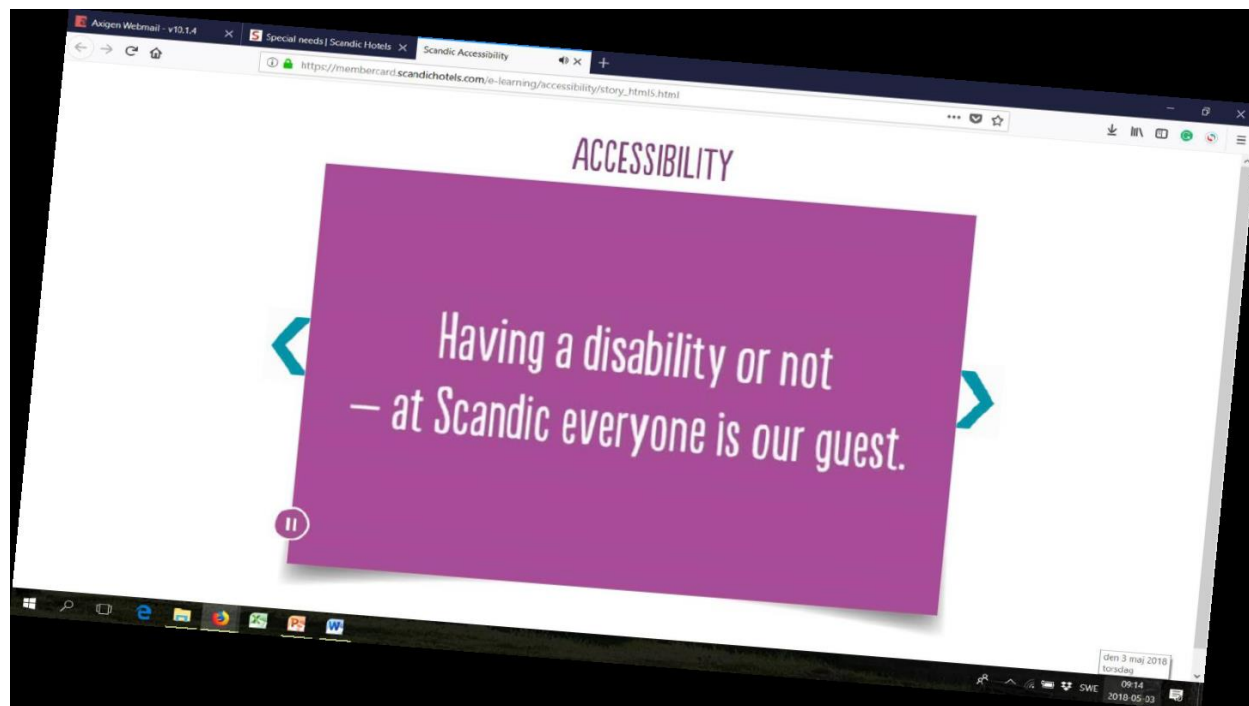 Axigen Webmail - v10.1.4
Special needs | Scandic Hotels
Scandic Accessibility
https://membercard.scandichotels.com/e-learning/accessibility/story_html5.html
ACCESSIBILITY
Having a disability or not
– at Scandic everyone is our guest.
den 3 maj 2018
torsdag
SWE
09:14
2018-05-03